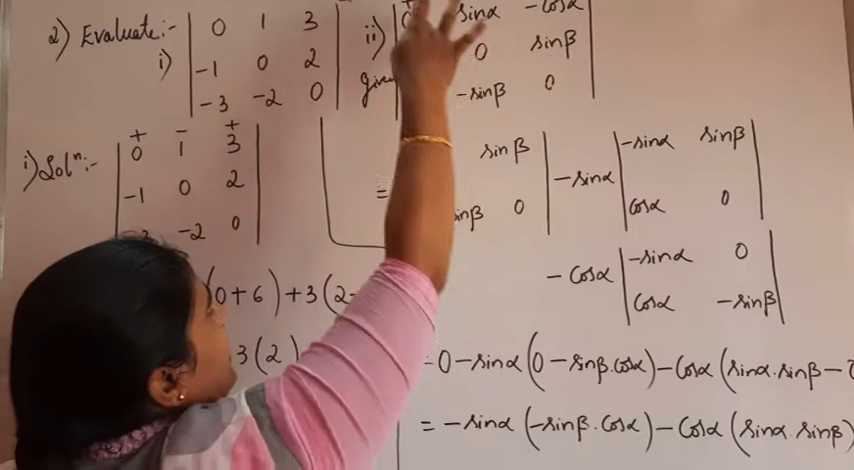 2) Evaluate:- | 0 1 3 | ii) | sinα -cosα |
i) | -1 0 2 | 0 sinβ |
| -3 -2 0 | given -sinβ 0 |
i) Solⁿ:- | 0 1 3 |
+ - +
| -1 0 2 |
-2 0 |
(0+6)+3(2-
3(2)
= sinβ | -sinα | -sinα sinβ |
0 | | cosα 0 |
-cosα | -sinα 0 |
| cosα -sinβ |
-0-sinα(0-sinβ.cosα)-cosα(sinα.sinβ-
= -sinα(-sinβ.cosα)-cosα(sinα.sinβ)